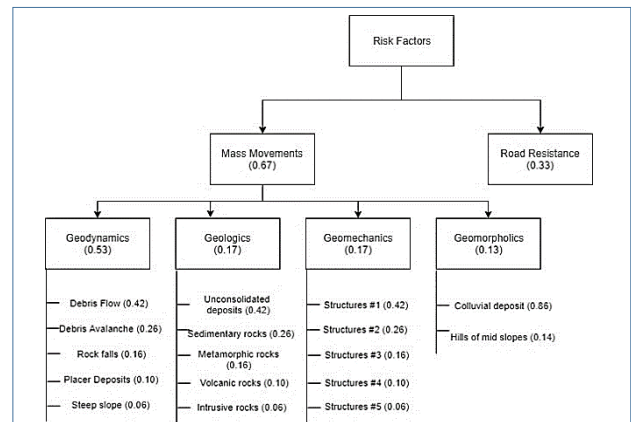 Risk Factors
Mass Movements
(0.67)
Road Resistance
(0.33)
Geodynamics
(0.53)
Geologics
(0.17)
Geomechanics
(0.17)
Geomorpholics
(0.13)
Debris Flow (0.42)
Debris Avalanche (0.26)
Rock falls (0.16)
Placer Deposits (0.10)
Steep slope (0.06)
Unconsolidated
deposits (0.42)
Sedimentary rocks (0.26)
Metamorphic rocks
(0.16)
Volcanic rocks (0.10)
Intrusive rocks (0.06)
Structures #1 (0.42)
Structures #2 (0.26)
Structures #3 (0.16)
Structures #4 (0.10)
Structures #5 (0.06)
Colluvial deposit (0.86)
Hills of mid slopes (0.14)